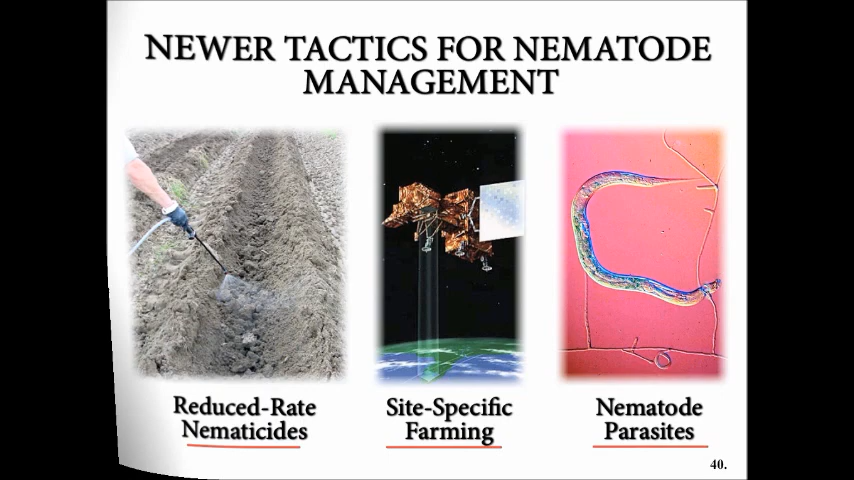 NEWER TACTICS FOR NEMATODE
MANAGEMENT
Reduced-Rate
Nematicides
Site-Specific
Farming
Nematode
Parasites
40.